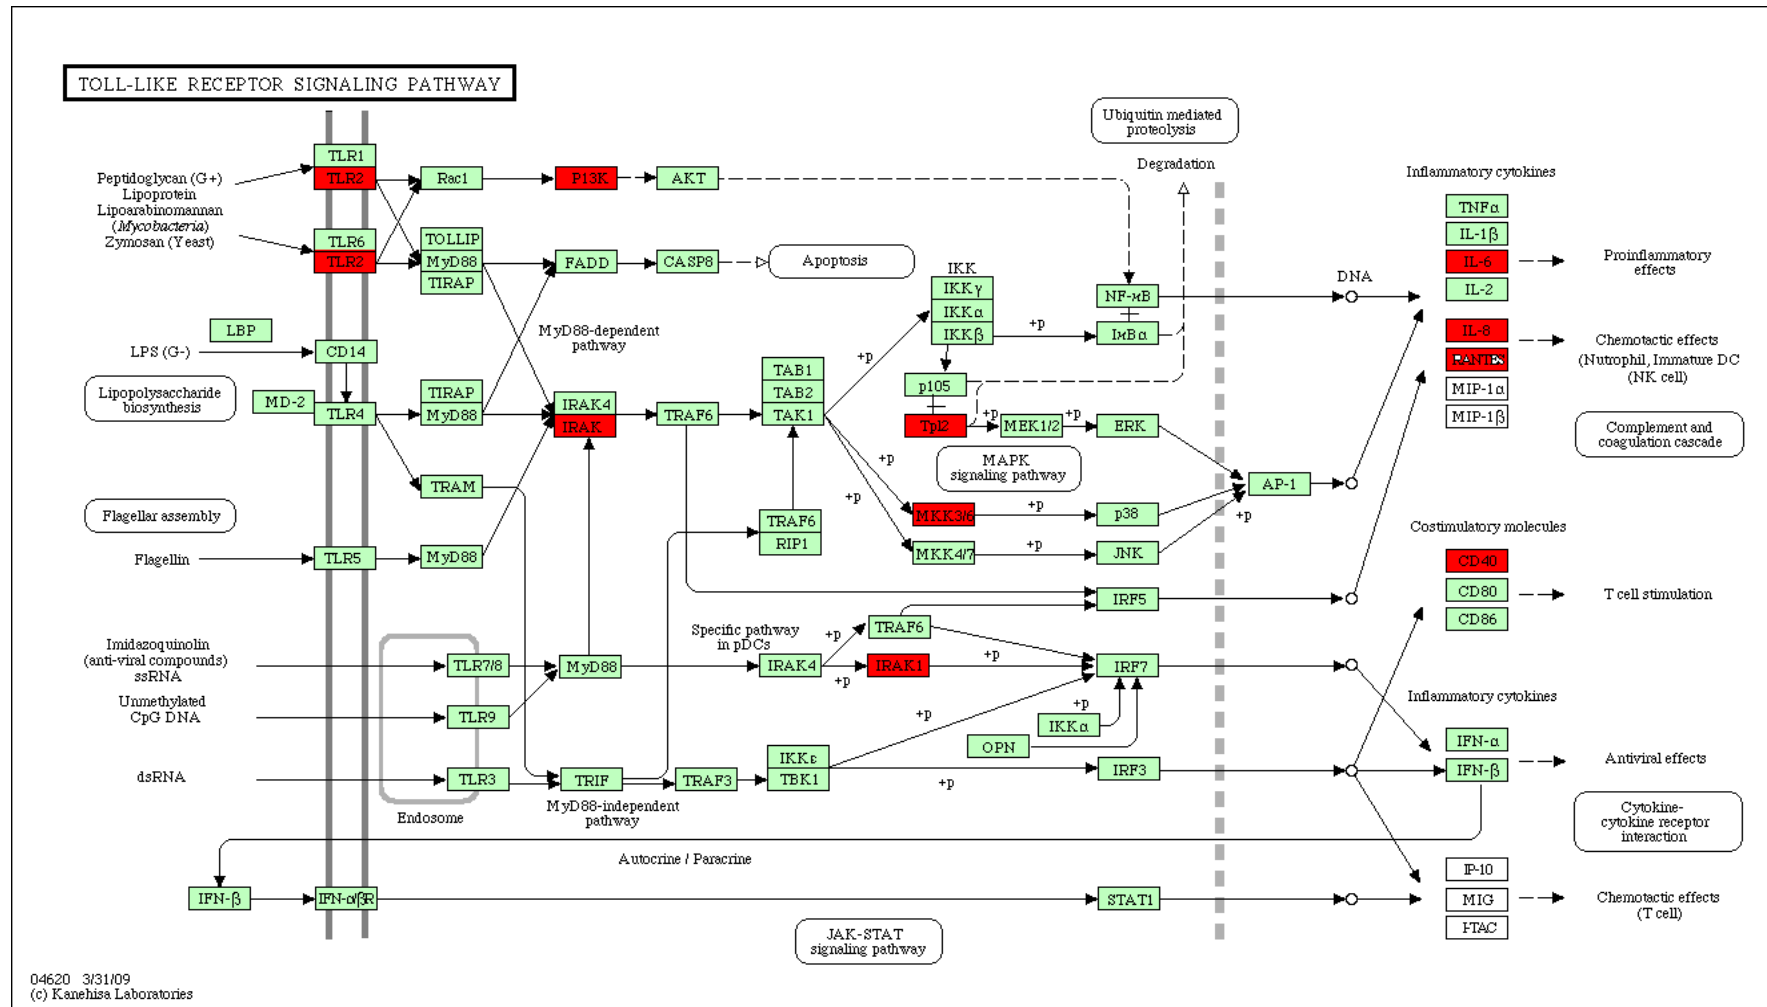 TOLL-LIKE RECEPTOR SIGNALING PATHWAY
Ubiquitin mediated
proteolysis
Degradation
Peptidoglycan (G+)
Lipoprotein
Lipoarabinomannan
(Mycobacteria)
Zymosan (Yeast)
TLR1
TLR2
Rac1
P13K
AKT
TLR6
TLR2
TOLLIP
MyD88
TIRAP
FADD
CASP8
Apoptosis
MyD88-dependent
pathway
LBP
LPS (G-)
CD14
Lipopolysaccharide
biosynthesis
MD-2
TLR4
TIRAP
MyD88
IRAK4
IRAK
TRAF6
TAB1
TAB2
TAK1
IKK
IKKγ
IKKα
IKKβ
+p
+p
NF-κB
IκBα
p105
Tpl2
+p
MEK1/2
+p
ERK
MAPK
signaling pathway
TRAM
Flagellar assembly
Flagellin
TLR5
MyD88
TRAF6
RIP1
+p
+p
MKK3/6
+p
p38
MKK4/7
+p
JNK
AP-1
+p
IRF5
Imidazoquinolin
(anti-viral compounds)
ssRNA
TLR7/8
MyD88
Specific pathway
in pDCs
IRAK4
+p
+p
TRAF6
IRAK1
+p
IRF7
Unmethylated
CpG DNA
TLR9
+p
IKKα
+p
OPN
dsRNA
TLR3
TRIF
TRAF3
IKKε
TBK1
+p
IRF3
MyD88-independent
pathway
Endosome
Autocrine / Paracrine
IFN-β
IFN-α/βR
STAT1
JAK-STAT
signaling pathway
DNA
Inflammatory cytokines
TNFα
IL-1β
IL-6
IL-2
Proinflammatory
effects
IL-8
RANTES
MIP-1α
MIP-1β
Chemotactic effects
(Nutrophil, Immature DC
(NK cell)
Complement and
coagulation cascade
Costimulatory molecules
CD40
CD80
CD86
T cell stimulation
Inflammatory cytokines
IFN-α
IFN-β
Antiviral effects
Cytokine-
cytokine receptor
interaction
IP-10
MIG
I-TAC
Chemotactic effects
(T cell)
04620 3/31/09
(c) Kanehisa Laboratories